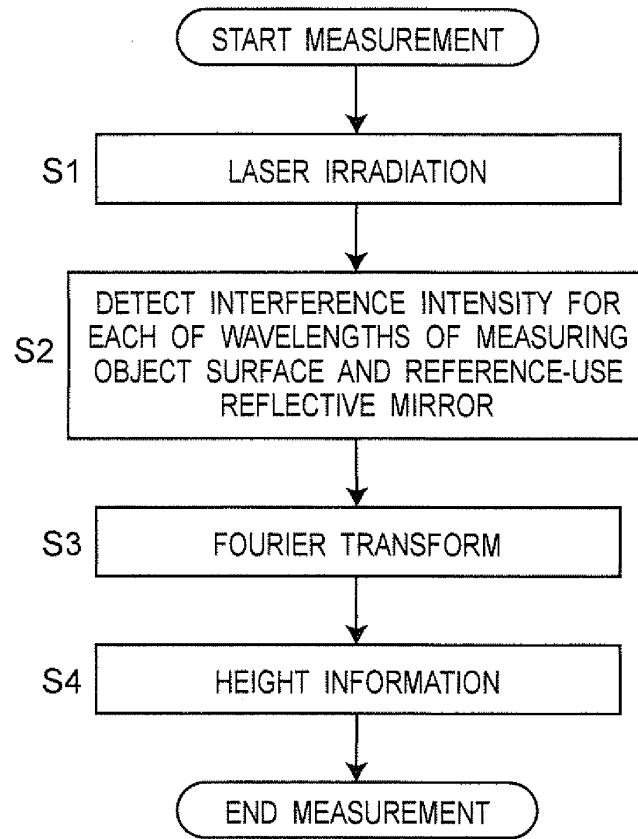 START MEASUREMENT
S1
LASER IRRADIATION
S2
DETECT INTERFERENCE INTENSITY FOR
EACH OF WAVELENGTHS OF MEASURING
OBJECT SURFACE AND REFERENCE-USE
REFLECTIVE MIRROR
S3
FOURIER TRANSFORM
S4
HEIGHT INFORMATION
END MEASUREMENT